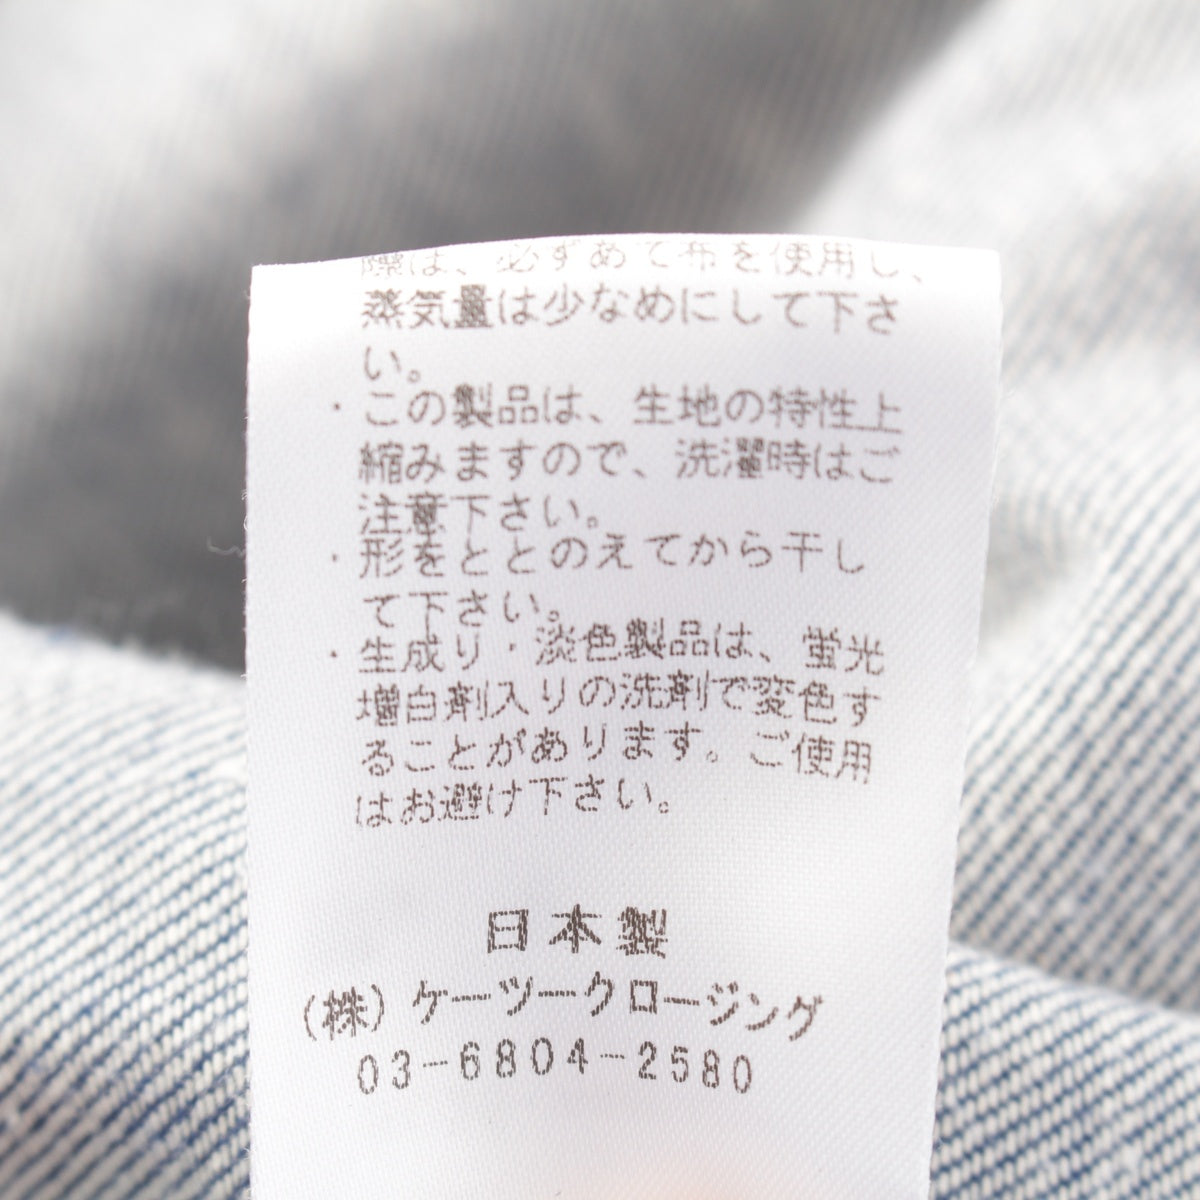 際は、必ずあて布を使用し、
蒸気量は少なめにして下さ
い。
・この製品は、生地の特性上
縮みますので、洗濯時はご
注意下さい。
・形をととのえてから干し
て下さい。
・生成り・淡色製品は、蛍光
増白剤入りの洗剤で変色す
ることがあります。ご使用
はお避け下さい。
日本製
(株)ケーツークロージング
03-6804-2580